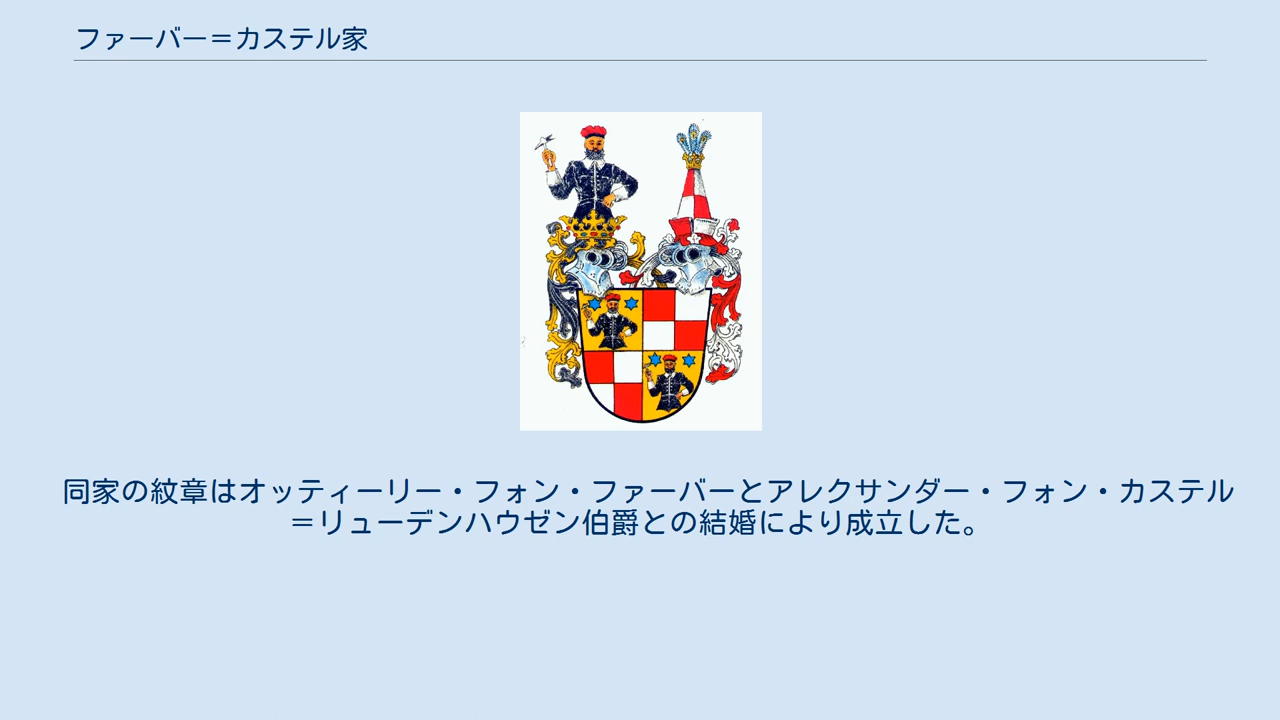 ファーバー＝カステル家
同家の紋章はオッティーリー・フォン・ファーバーとアレクサンダー・フォン・カステル
＝リューデンハウゼン伯爵との結婚により成立した。